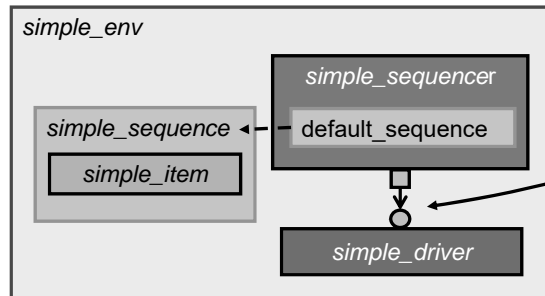 simple_env
simple_sequencer
simple_sequence
default_sequence
simple_item
simple_driver